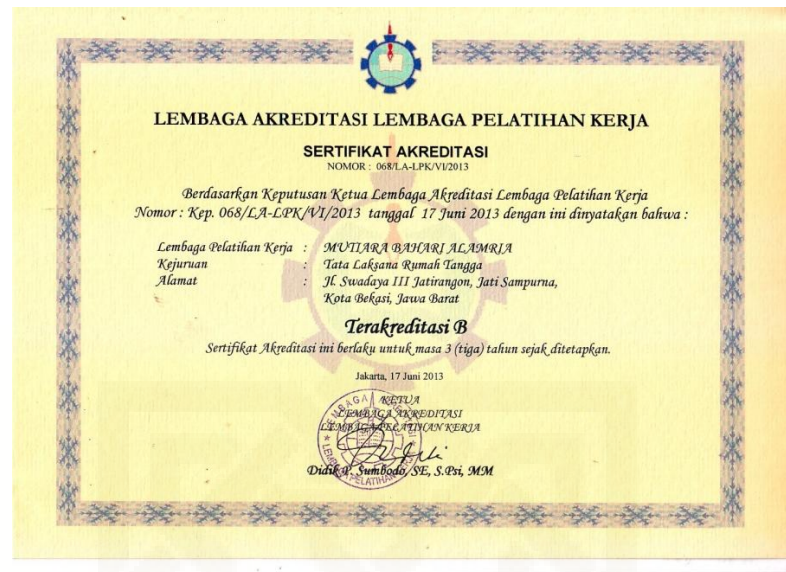 LEMBAGA AKREDITASI LEMBAGA PELATIHAN KERJA
SERTIFIKAT AKREDITASI
NOMOR : 068/LA-LPK/VI/2013
Berdasarkan Keputusan Ketua Lembaga Akreditasi Lembaga Pelatihan Kerja
Nomor : Kep. 068/LA-LPK/VI/2013 tanggal 17 Juni 2013 dengan ini dinyatakan bahwa :
Lembaga Pelatihan Kerja : MUTIARA BAHARI ALAMRIA
Kejuruan : Tata Laksana Rumah Tangga
Alamat : Jl. Swadaya III Jatirangon, Jati Sampurna,
Kota Bekasi, Jawa Barat
Terakreditasi B
Sertifikat Akreditasi ini berlaku untuk masa 3 (tiga) tahun sejak ditetapkan.
Jakarta, 17 Juni 2013
KETUA
LEMBAGA AKREDITASI
LEMBAGA PELATIHAN KERJA
Didik P. Sumbodo, SE, S.Psi, MM